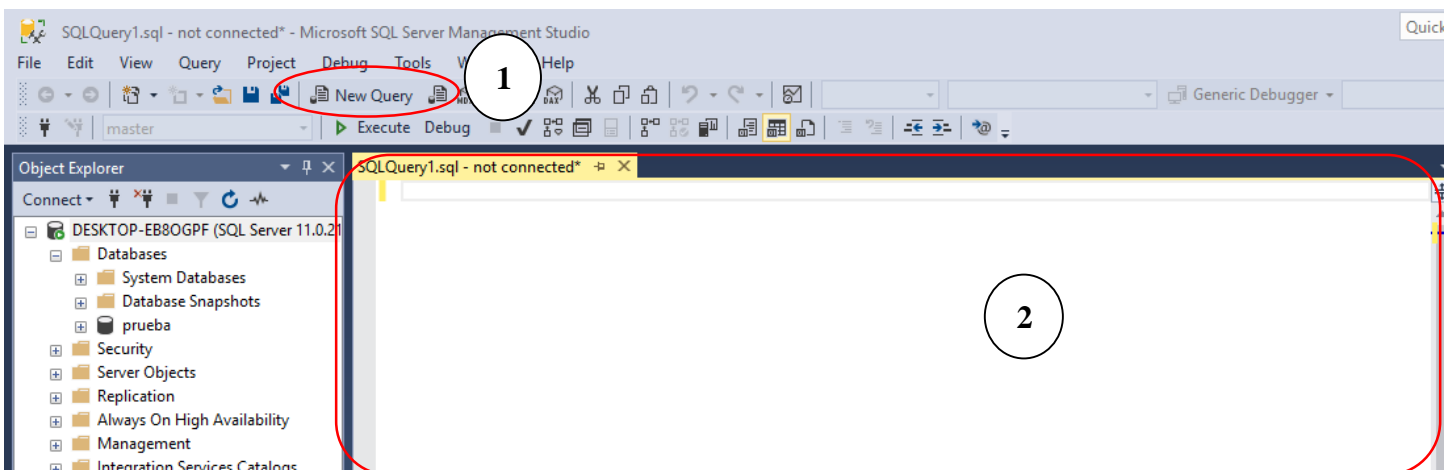 SQLQuery1.sql - not connected* - Microsoft SQL Server Management Studio
Quick
File Edit View Query Project Debug Tools Help
1
New Query
Generic Debugger
master
Execute Debug
Object Explorer
SQLQuery1.sql - not connected*
Connect
DESKTOP-EB8OGPF (SQL Server 11.0.21
Databases
System Databases
Database Snapshots
prueba
2
Security
Server Objects
Replication
Always On High Availability
Management
Integration Services Catalogs